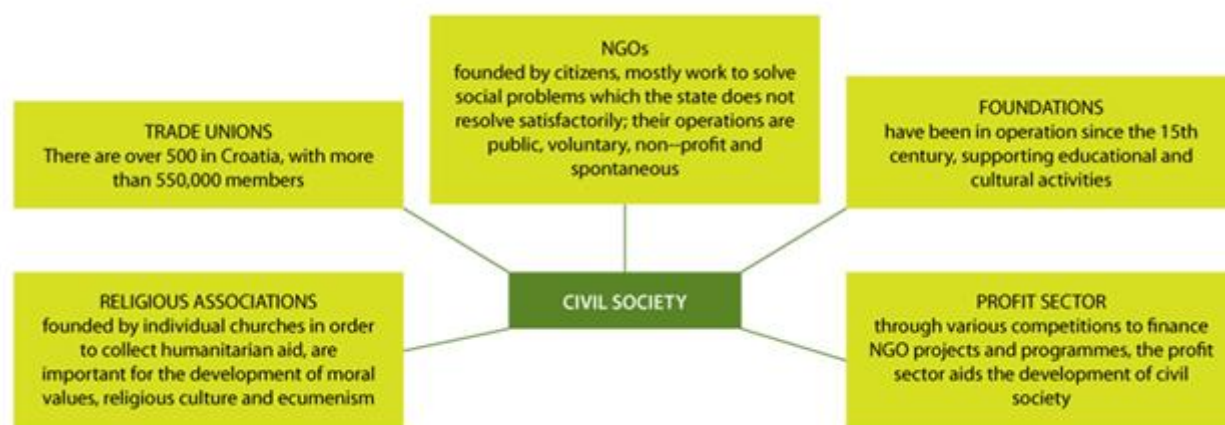 NGOs
founded by citizens, mostly work to solve
social problems which the state does not
resolve satisfactorily; their operations are
public, voluntary, non--profit and
spontaneous
TRADE UNIONS
There are over 500 in Croatia, with more
than 550,000 members
FOUNDATIONS
have been in operation since the 15th
century, supporting educational and
cultural activities
CIVIL SOCIETY
RELIGIOUS ASSOCIATIONS
founded by individual churches in order
to collect humanitarian aid, are
important for the development of moral
values, religious culture and ecumenism
PROFIT SECTOR
through various competitions to finance
NGO projects and programmes, the profit
sector aids the development of civil
society